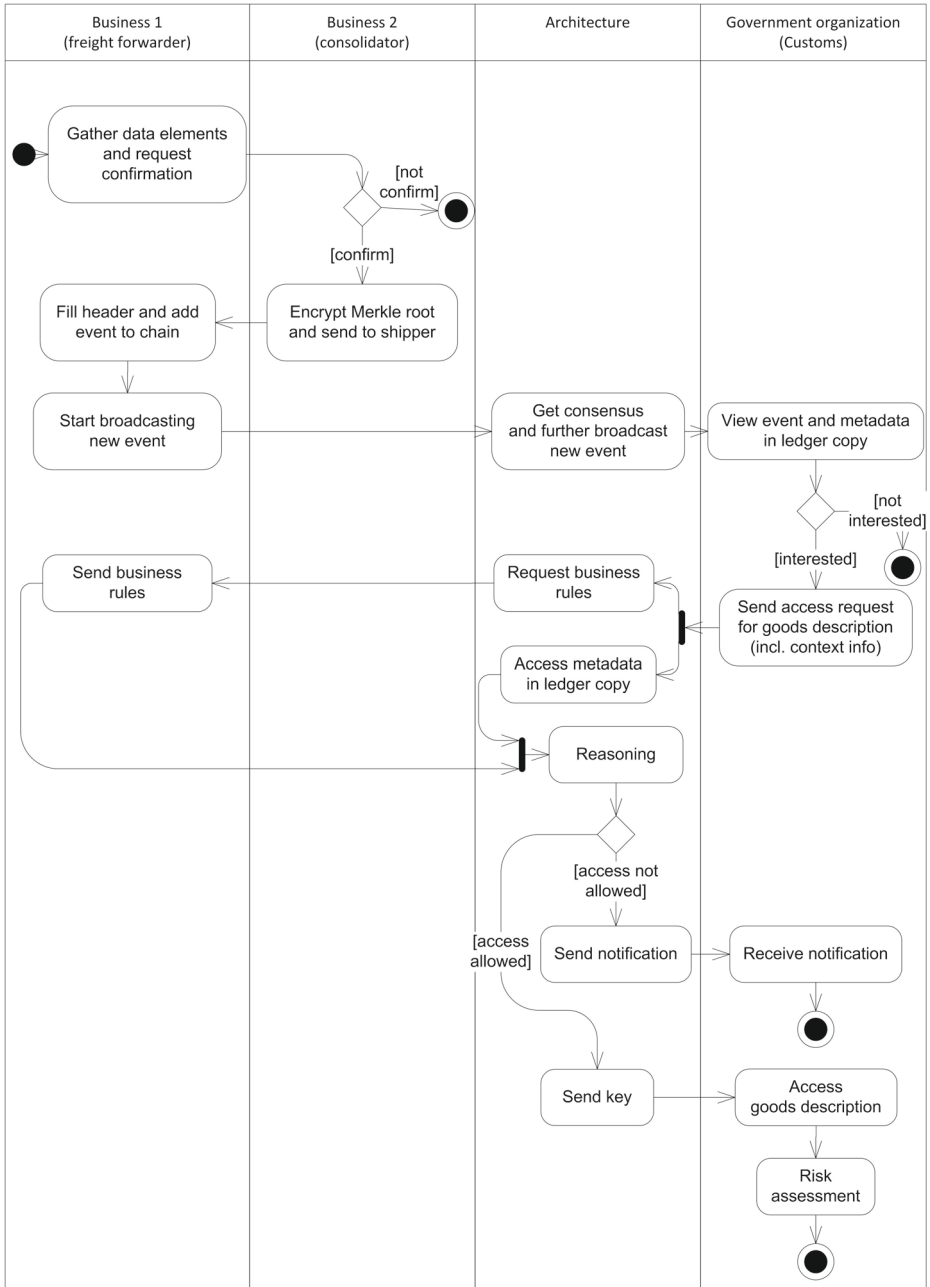 Business 1
(freight forwarder)
Business 2
(consolidator)
Architecture
Government organization
(Customs)
Gather data elements
and request
confirmation
[not
confirm]
[confirm]
Fill header and add
event to chain
Encrypt Merkle root
and send to shipper
Start broadcasting
new event
Get consensus
and further broadcast
new event
View event and metadata
in ledger copy
[not
interested]
[interested]
Send business
rules
Request business
rules
Send access request
for goods description
(incl. context info)
Access metadata
in ledger copy
Reasoning
[access not
allowed]
[access
allowed]
Send notification
Receive notification
Send key
Access
goods description
Risk
assessment